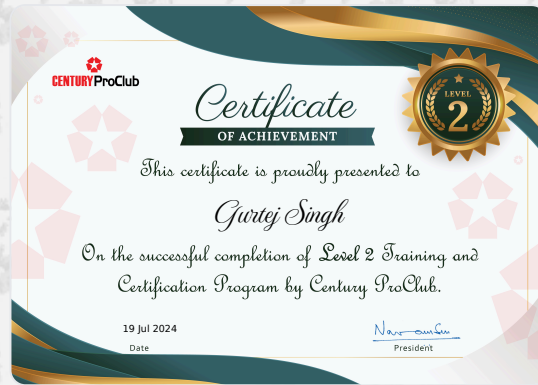 CENTURY ProClub
Certificate
OF ACHIEVEMENT
LEVEL
2
This certificate is proudly presented to
Gurtej Singh
On the successful completion of Level 2 Training and
Certification Program by Century ProClub.
19 Jul 2024
Date
President